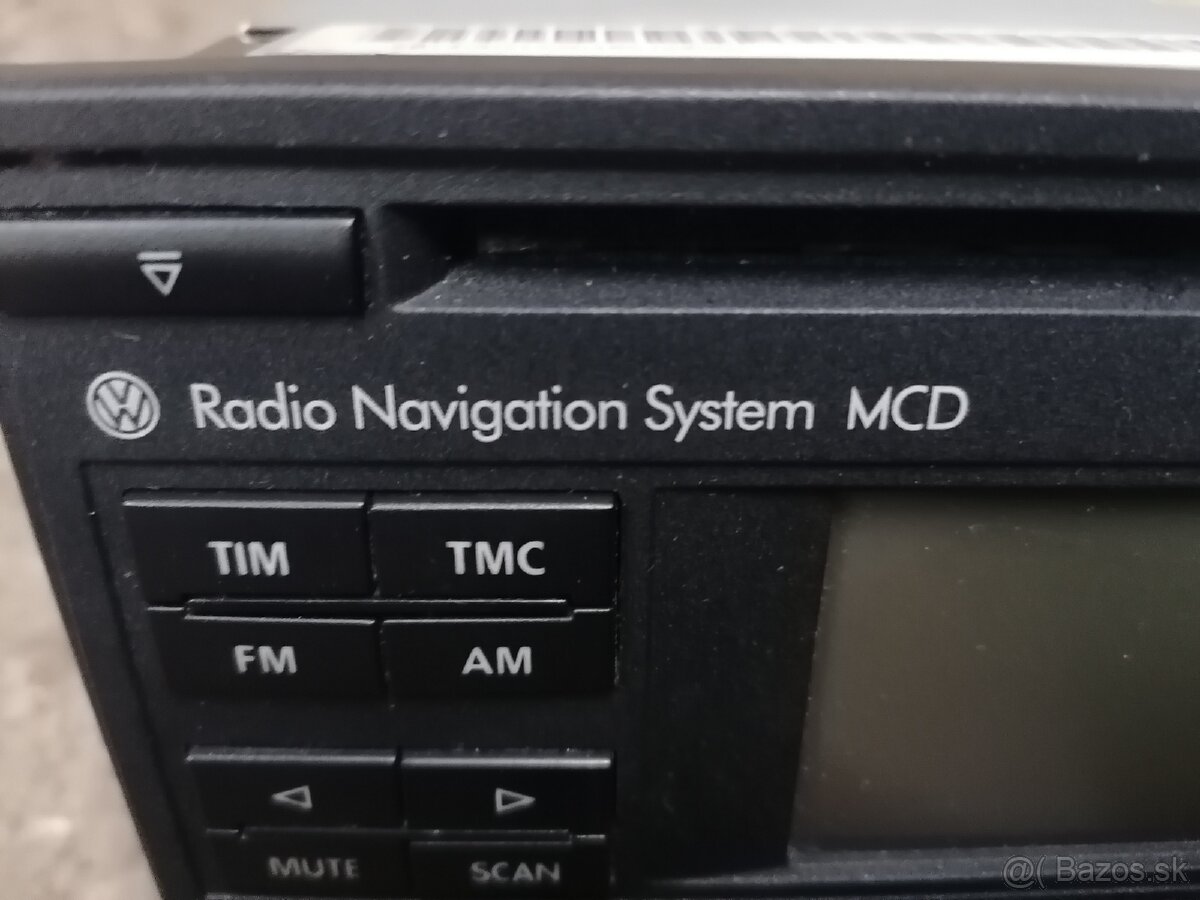 Radio Navigation System MCD
TIM TMC
FM AM
MUTE SCAN
@( Bazos.sk